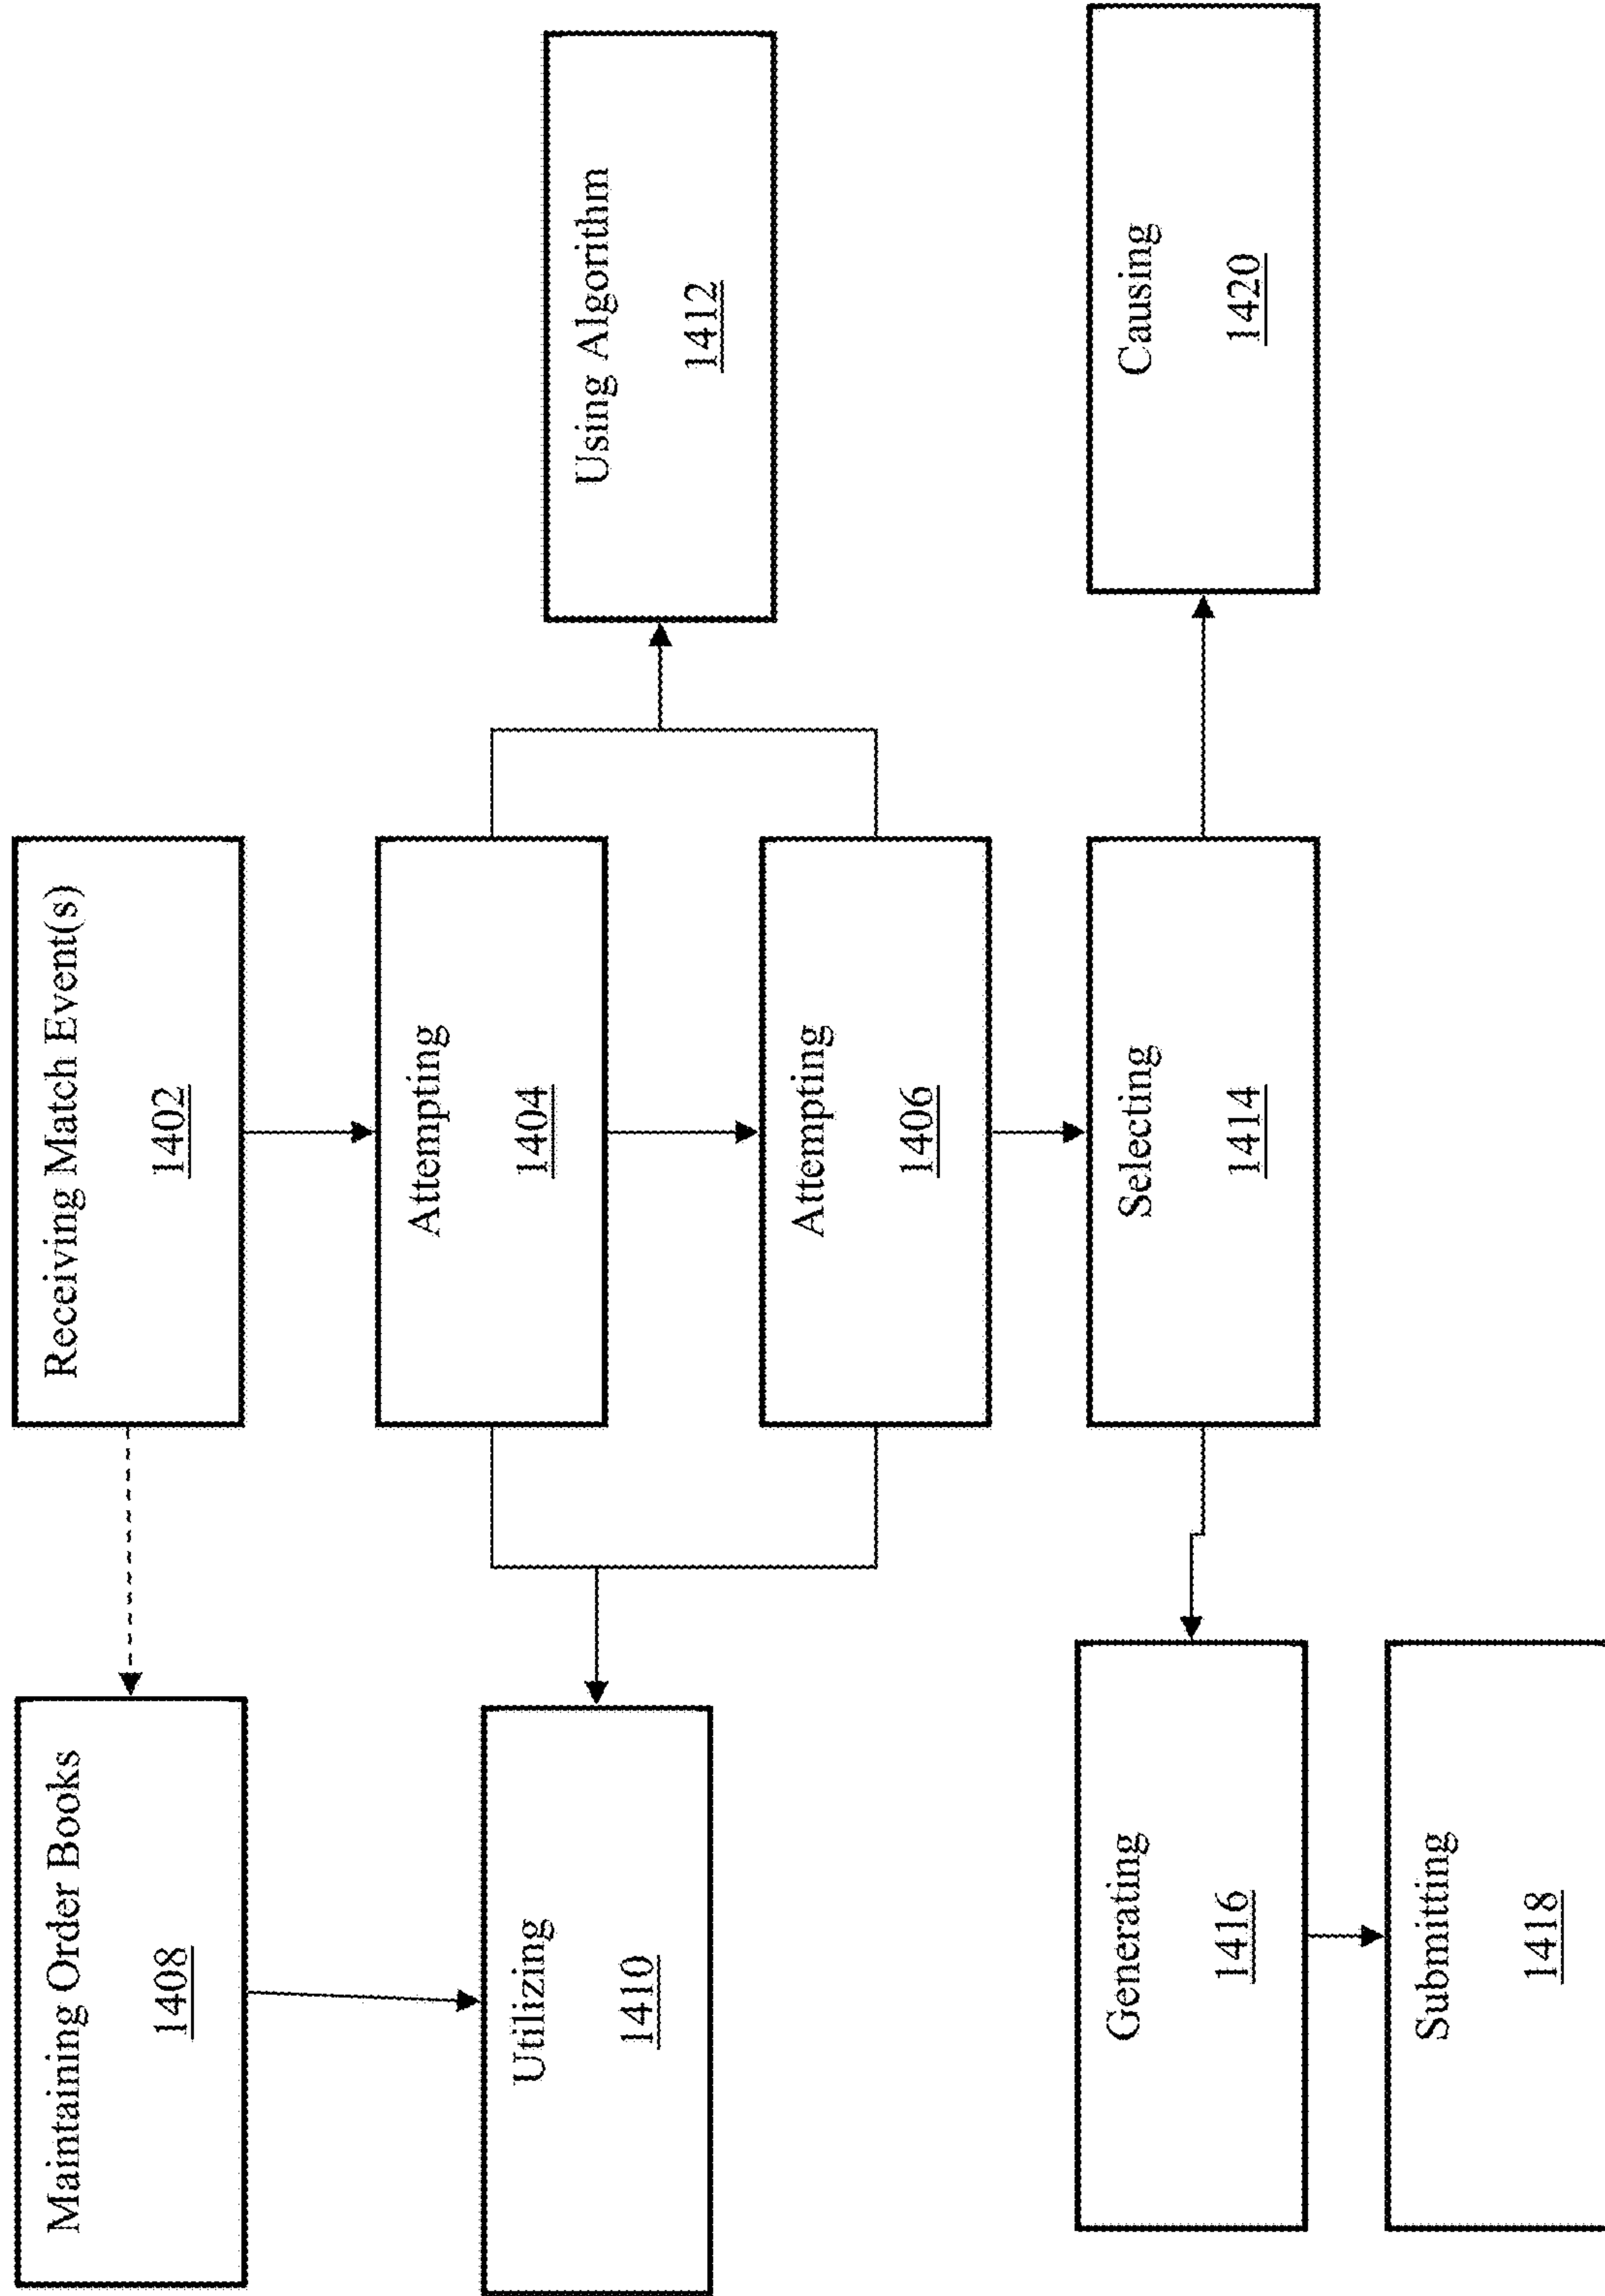 Maintaining Order Books
1408
Receiving Match Event(s)
1402
Attempting
1404
Utilizing
1410
Using Algorithm
1412
Attempting
1406
Selecting
1414
Generating
1416
Causing
1420
Submitting
1418